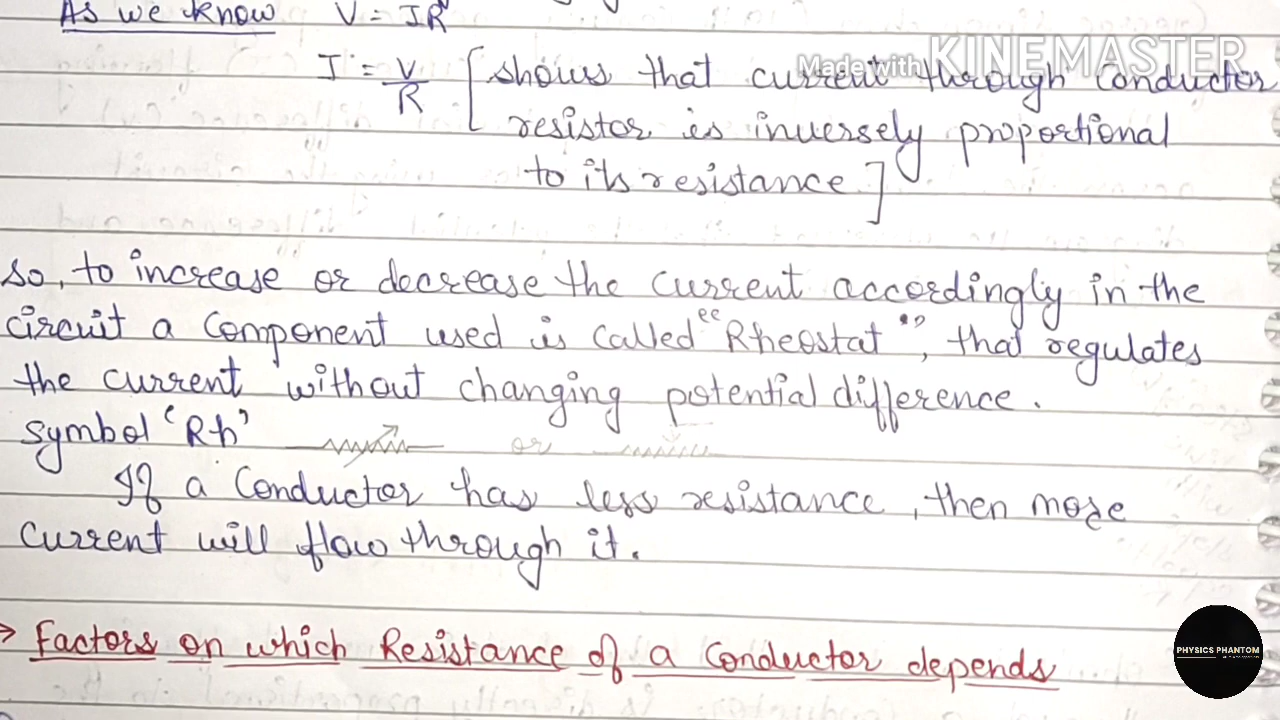 As we know V = IR
I = V/R [shows that current through conductor
resistor is inversely proportional
to its resistance]
so, to increase or decrease the current accordingly in the
circuit a component used is called "Rheostat", that regulates
the current without changing potential difference.
symbol 'Rh' or
If a conductor has less resistance, then more
current will flow through it.
→ Factors on which Resistance of a conductor depends
Made with KINEMASTER
PHYSICS PHANTOM